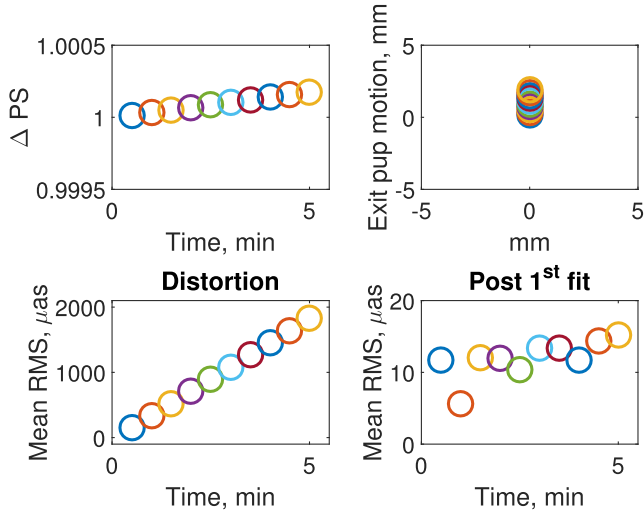 1.0005
1
0.9995
Δ PS
0
5
Time, min
5
0
-5
Exit pup motion, mm
-5
0
5
mm
Distortion
2000
1000
0
Mean RMS, μas
0
5
Time, min
Post 1st fit
20
10
0
Mean RMS, μas
0
5
Time, min